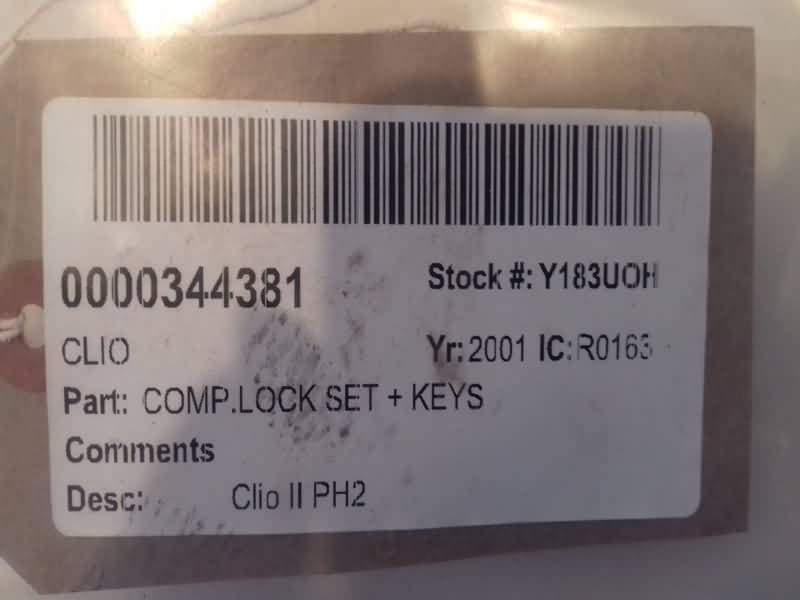 0000344381 Stock #: Y183UOH
CLIO Yr: 2001 IC: R0163
Part: COMP.LOCK SET + KEYS
Comments
Desc: Clio II PH2